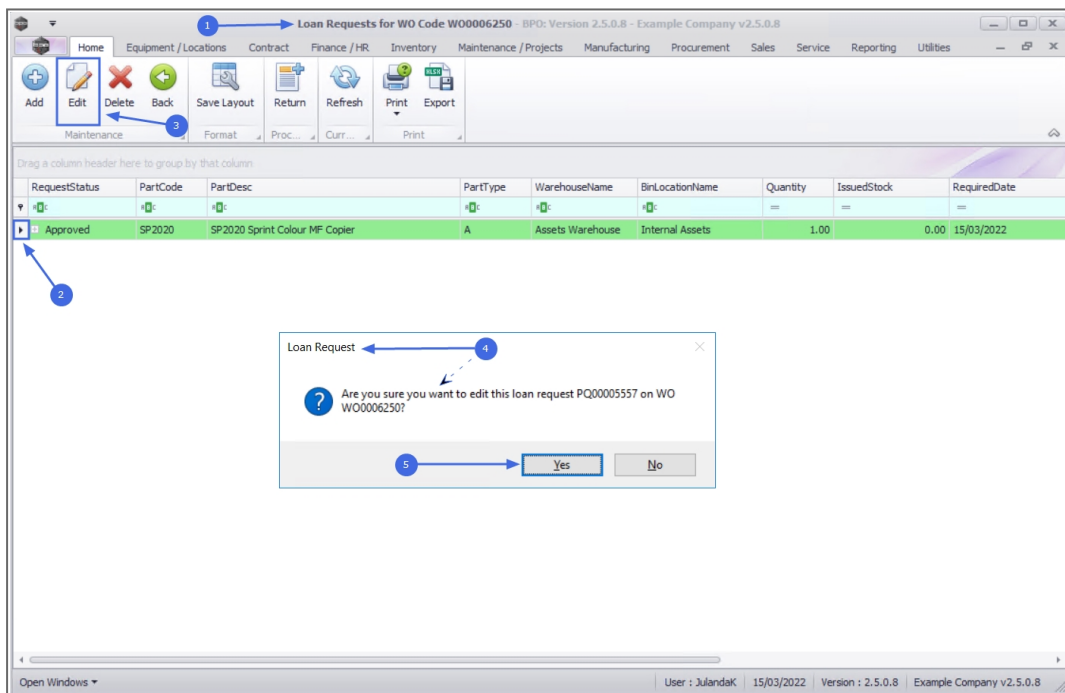 1
Loan Requests for WO Code WO0006250 - BPO: Version 2.5.0.8 - Example Company v2.5.0.8
Home Equipment / Locations Contract Finance / HR Inventory Maintenance / Projects Manufacturing Procurement Sales Service Reporting Utilities
Add Edit Delete Back Save Layout Return Refresh Print Export
3
Maintenance Format Proc... Curr... Print
Drag a column header here to group by that column
RequestStatus PartCode PartDesc PartType WarehouseName BinLocationName Quantity IssuedStock RequiredDate
= = =
Approved SP2020 SP2020 Sprint Colour MF Copier A Assets Warehouse Internal Assets 1.00 0.00 15/03/2022
2
Loan Request 4
Are you sure you want to edit this loan request PQ00005557 on WO
WO0006250?
5 Yes No
Open Windows User : JulandaK 15/03/2022 Version : 2.5.0.8 Example Company v2.5.0.8